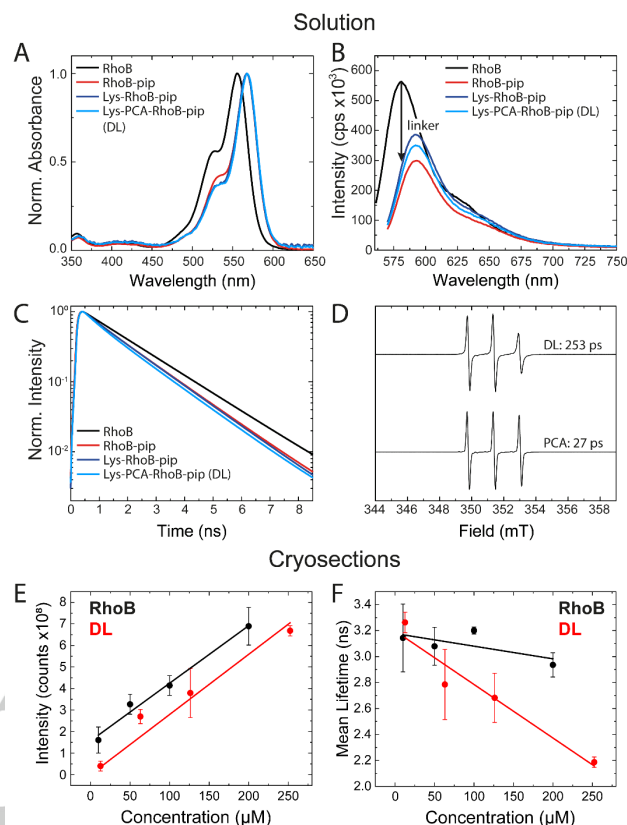 Solution
A
Norm. Absorbance
1.0
0.5
0.0
RhoB
RhoB-pip
Lys-RhoB-pip
Lys-PCA-RhoB-pip
(DL)
350 400 450 500 550 600 650
Wavelength (nm)
B
Intensity (cps x10³)
600
500
400
300
200
100
0
RhoB
RhoB-pip
Lys-RhoB-pip
Lys-PCA-RhoB-pip (DL)
linker
575 600 625 650 675 700 725 750
Wavelength (nm)
C
Norm. Intensity
10⁰
10⁻¹
10⁻²
RhoB
RhoB-pip
Lys-RhoB-pip
Lys-PCA-RhoB-pip (DL)
0 1 2 3 4 5 6 7 8
Time (ns)
D
DL: 253 ps
PCA: 27 ps
344 346 348 350 352 354 356 358
Field (mT)
Cryosections
E
Intensity (counts x10⁸)
8
7
6
5
4
3
2
1
0
RhoB
DL
0 50 100 150 200 250
Concentration (µM)
F
Mean Lifetime (ns)
3.4
3.2
3.0
2.8
2.6
2.4
2.2
2.0
RhoB
DL
0 50 100 150 200 250
Concentration (µM)